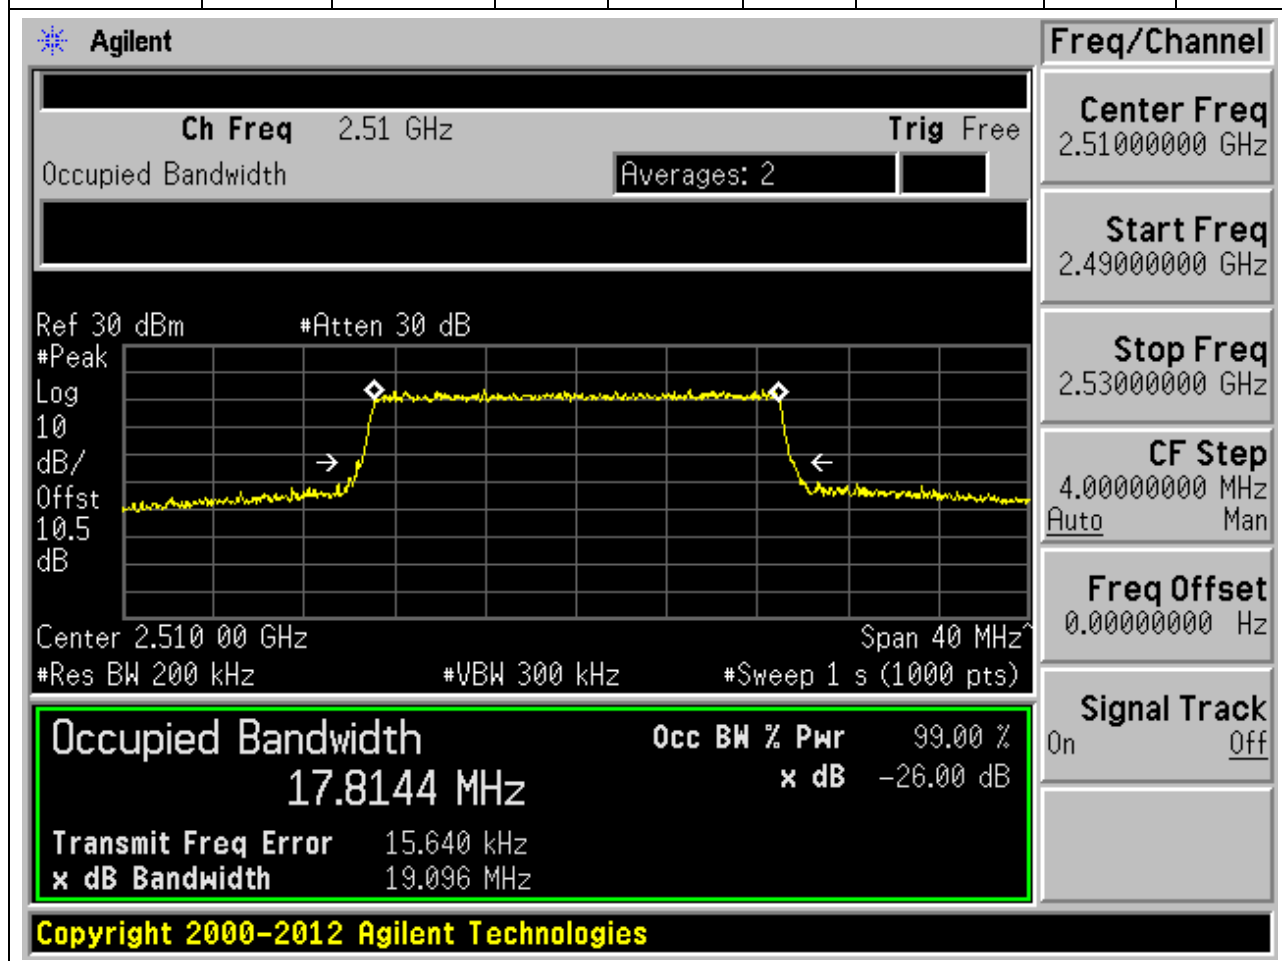 Agilent
Freq/Channel
Ch Freq 2.51 GHz Trig Free
Occupied Bandwidth Averages: 2
Center Freq
2.51000000 GHz
Start Freq
2.49000000 GHz
Stop Freq
2.53000000 GHz
CF Step
4.00000000 MHz
Auto Man
Freq Offset
0.00000000 Hz
Signal Track
On Off
Ref 30 dBm #Atten 30 dB
#Peak
Log
10
dB/
Offst
10.5
dB
Center 2.510 00 GHz Span 40 MHz^
#Res BW 200 kHz #VBW 300 kHz #Sweep 1 s (1000 pts)
Occupied Bandwidth Occ BW % Pwr 99.00 %
17.8144 MHz x dB -26.00 dB
Transmit Freq Error 15.640 kHz
x dB Bandwidth 19.096 MHz
Copyright 2000-2012 Agilent Technologies